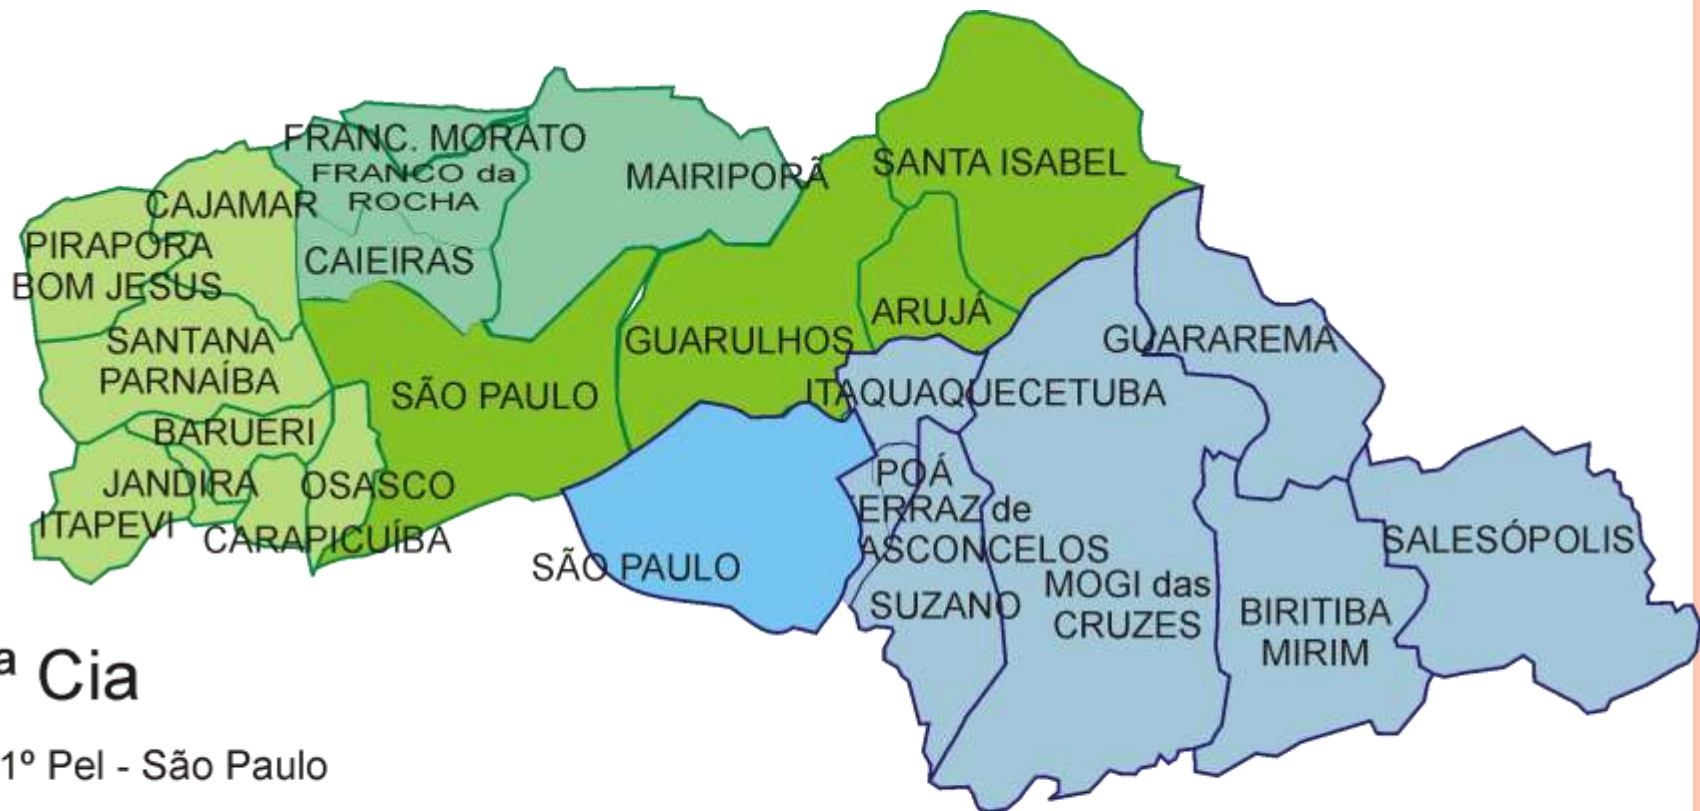 FRANC. MORATO
FRANCO da
ROCHA
MAIRIPORÃ
SANTA ISABEL
CAJAMAR
PIRAPORA
BOM JESUS
CAIEIRAS
SANTANA
PARNAÍBA
GUARULHOS
ARUJÁ
GUARAREMA
SÃO PAULO
ITAQUAQUECETUBA
BARUERI
JANDIRA
OSASCO
ITAPEVI
CARAPICUÍBA
POÁ
ERRAZ de
ASCONCELOS
SÃO PAULO
SUZANO
MOGI das
CRUZES
BIRITIBA
MIRIM
SALESÓPOLIS
ª Cia
1º Pel - São Paulo